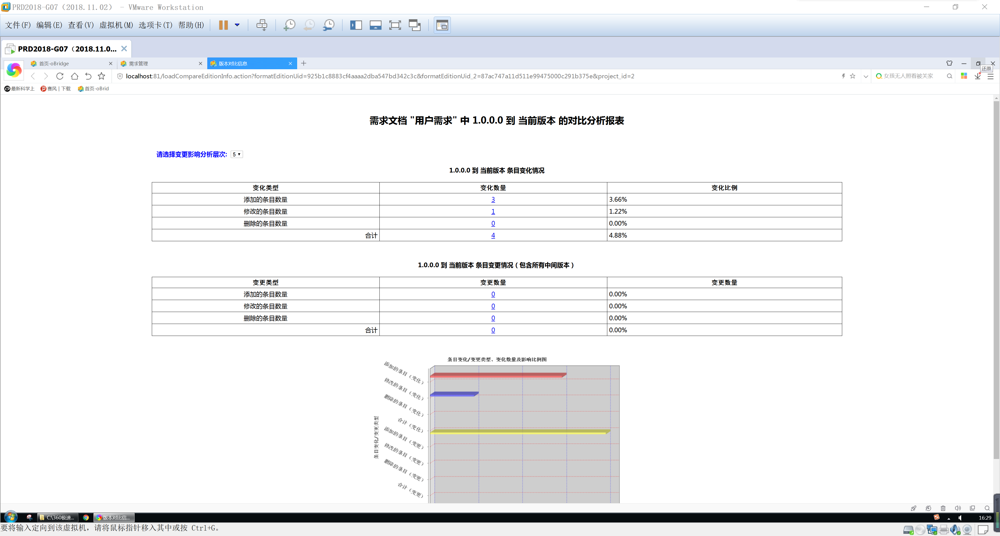 PRD2018-G07（2018.11.02） - VMware Workstation
文件(F) 编辑(E) 查看(V) 虚拟机(M) 选项卡(T) 帮助(H)
PRD2018-G07（2018.11.0...
首页-oBridge 需求管理 版本对比信息
还原
localhost:81/loadCompareEditionInfo.action?formatEditionUid=925b1c8883cf4aaaa2dba547bd342c3c&formatEditionUid_2=87ac747a11d511e99475000c291b375e&project_id=2 女孩无人照看被关家
最新科学上 赛风 | 下载 首页-oBrid
需求文档 "用户需求" 中 1.0.0.0 到 当前版本 的对比分析报表
请选择变更影响分析层次: 5
1.0.0.0 到 当前版本 条目变化情况
变化类型 变化数量 变化比例
添加的条目数量 3 3.66%
修改的条目数量 1 1.22%
删除的条目数量 0 0.00%
合计 4 4.88%
1.0.0.0 到 当前版本 条目变更情况（包含所有中间版本）
变更类型 变更数量 变更数量
添加的条目数量 0 0.00%
修改的条目数量 0 0.00%
删除的条目数量 0 0.00%
合计 0 0.00%
条目变化/变更类型、变化数量及影响比例图
添加的条目（变化）
修改的条目（变化）
删除的条目（变化）
合计（变化）
添加的条目（变更）
修改的条目（变更）
删除的条目（变更）
合计（变更）
条目变化/变更类型
C:\360极速... 版本对比信... 16:29
要将输入定向到该虚拟机，请将鼠标指针移入其中或按 Ctrl+G。